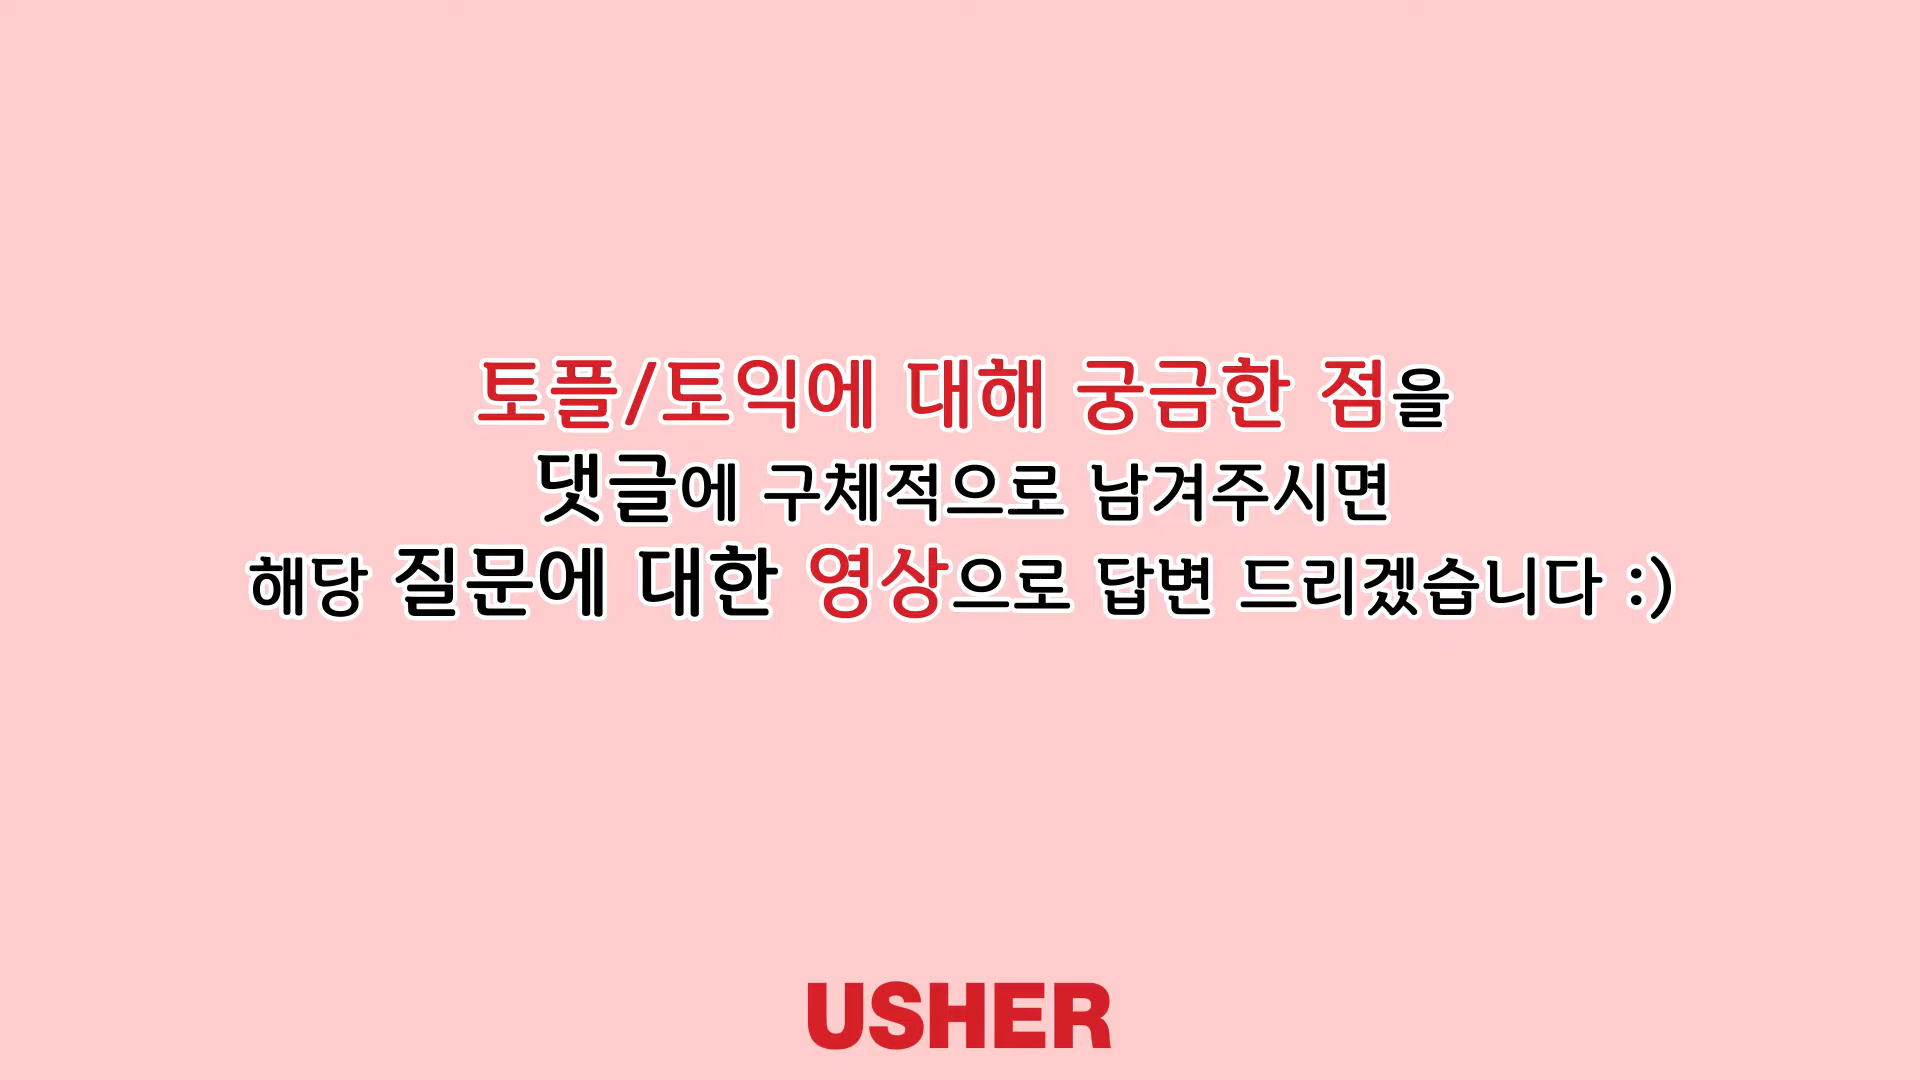 토플/토익에 대해 궁금한 점을
댓글에 구체적으로 남겨주시면
해당 질문에 대한 영상으로 답변 드리겠습니다 :)
USHER